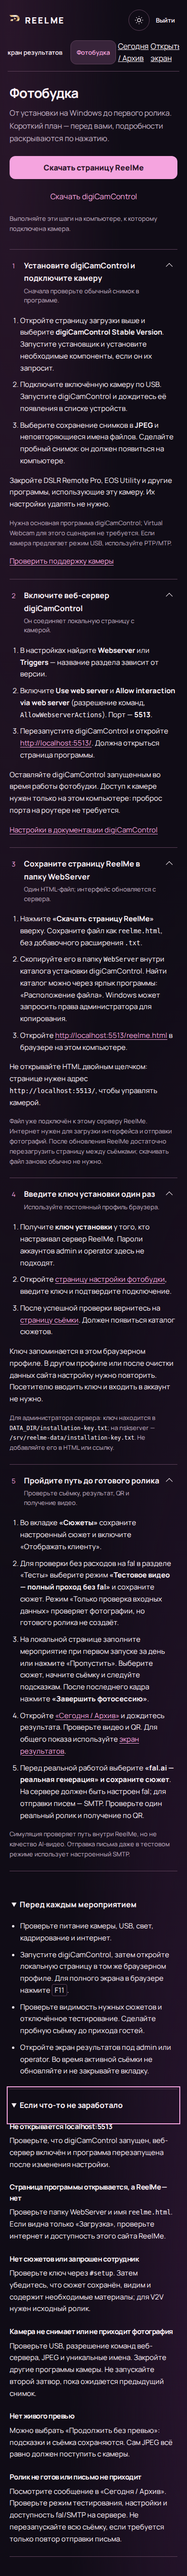 REELME
Выйти
кран результатов
Фотобудка
Сегодня
/ Архив
Открыть
экран
Фотобудка
От установки на Windows до первого ролика.
Короткий план — перед вами, подробности
раскрываются по нажатию.
Скачать страницу ReelMe
Скачать digiCamControl
Выполняйте эти шаги на компьютере, к которому
подключена камера.
1
Установите digiCamControl и
подключите камеру
Сначала проверьте обычный снимок в
программе.
1. Откройте страницу загрузки выше и
выберите digiCamControl Stable Version.
Запустите установщик и установите
необходимые компоненты, если он их
запросит.
2. Подключите включённую камеру по USB.
Запустите digiCamControl и дождитесь её
появления в списке устройств.
3. Выберите сохранение снимков в JPEG и
неповторяющиеся имена файлов. Сделайте
пробный снимок: он должен появиться на
компьютере.
Закройте DSLR Remote Pro, EOS Utility и другие
программы, использующие эту камеру. Их
настройки удалять не нужно.
Нужна основная программа digiCamControl; Virtual
Webcam для этого сценария не требуется. Если
камера предлагает режим USB, используйте PTP/MTP.
Проверить поддержку камеры
2
Включите веб-сервер
digiCamControl
Он соединяет локальную страницу с
камерой.
1. В настройках найдите Webserver или
Triggers — название раздела зависит от
версии.
2. Включите Use web server и Allow interaction
via web server (разрешение команд,
AllowWebserverActions). Порт — 5513.
3. Перезапустите digiCamControl и откройте
http://localhost:5513/. Должна открыться
страница программы.
Оставляйте digiCamControl запущенным во
время работы фотобудки. Доступ к камере
нужен только на этом компьютере: проброс
порта на роутере не требуется.
Настройки в документации digiCamControl
3
Сохраните страницу ReelMe в
папку WebServer
Один HTML-файл; интерфейс обновляется с
сервера.
1. Нажмите «Скачать страницу ReelMe»
вверху. Сохраните файл как reelme.html,
без добавочного расширения .txt.
2. Скопируйте его в папку WebServer внутри
каталога установки digiCamControl. Найти
каталог можно через ярлык программы:
«Расположение файла». Windows может
запросить права администратора для
копирования.
3. Откройте http://localhost:5513/reelme.html в
браузере на этом компьютере.
Не открывайте HTML двойным щелчком:
странице нужен адрес
http://localhost:5513/, чтобы управлять
камерой.
Файл уже подключён к этому серверу ReelMe.
Интернет нужен для загрузки интерфейса и отправки
фотографий. После обновления ReelMe достаточно
перезагрузить страницу между съёмками; скачивать
файл заново обычно не нужно.
4
Введите ключ установки один раз
Используйте постоянный профиль браузера.
1. Получите ключ установки у того, кто
настраивал сервер ReelMe. Пароли
аккаунтов admin и operator здесь не
подходят.
2. Откройте страницу настройки фотобудки,
введите ключ и подтвердите подключение.
3. После успешной проверки вернитесь на
страницу съёмки. Должен появиться каталог
сюжетов.
Ключ запоминается в этом браузерном
профиле. В другом профиле или после очистки
данных сайта настройку нужно повторить.
Посетителю вводить ключ и входить в аккаунт
не нужно.
Для администратора сервера: ключ находится в
DATA_DIR/installation-key.txt; на nskserver —
/srv/reelme-data/installation-key.txt. Не
добавляйте его в HTML или ссылку.
5
Пройдите путь до готового ролика
Проверьте съёмку, результат, QR и
получение видео.
1. Во вкладке «Сюжеты» сохраните
настроенный сюжет и включите
«Отображать клиенту».
2. Для проверки без расходов на fal в разделе
«Тесты» выберите режим «Тестовое видео
— полный проход без fal» и сохраните
сюжет. Режим «Только проверка входных
данных» проверяет фотографии, но
готового ролика не создаёт.
3. На локальной странице заполните
мероприятие при первом запуске за день
или нажмите «Пропустить». Выберите
сюжет, начните съёмку и следуйте
подсказкам. После последнего кадра
нажмите «Завершить фотосессию».
4. Откройте «Сегодня / Архив» и дождитесь
результата. Проверьте видео и QR. Для
общего показа используйте экран
результатов.
5. Перед рабочей работой выберите «fal.ai —
реальная генерация» и сохраните сюжет.
На сервере должен быть настроен fal; для
отправки писем — SMTP. Проверьте один
реальный ролик и получение по QR.
Симуляция проверяет путь внутри ReelMe, но не
качество AI-видео. Отправка письма даже в тестовом
режиме использует настроенный SMTP.
▼ Перед каждым мероприятием
• Проверьте питание камеры, USB, свет,
кадрирование и интернет.
• Запустите digiCamControl, затем откройте
локальную страницу в том же браузерном
профиле. Для полного экрана в браузере
нажмите F11.
• Проверьте видимость нужных сюжетов и
отключённое тестирование. Сделайте
пробную съёмку до прихода гостей.
• Откройте экран результатов под admin или
operator. Во время активной съёмки не
обновляйте и не закрывайте вкладку.
▼ Если что-то не заработало
Не открывается localhost:5513
Проверьте, что digiCamControl запущен, веб-
сервер включён и программа перезапущена
после изменения настройки.
Страница программы открывается, а ReelMe —
нет
Проверьте папку WebServer и имя reelme.html.
Если видна только «Загрузка», проверьте
интернет и доступность этого сайта ReelMe.
Нет сюжетов или запрошен сотрудник
Проверьте ключ через #setup. Затем
убедитесь, что сюжет сохранён, видим и
содержит необходимые материалы; для V2V
нужен исходный ролик.
Камера не снимает или не приходит фотография
Проверьте USB, разрешение команд веб-
сервера, JPEG и уникальные имена. Закройте
другие программы камеры. Не запускайте
второй затвор, пока ожидается предыдущий
снимок.
Нет живого превью
Можно выбрать «Продолжить без превью»:
подсказки и съёмка сохраняются. Сам JPEG всё
равно должен поступить с камеры.
Ролик не готов или письмо не приходит
Посмотрите сообщение в «Сегодня / Архив».
Проверьте режим тестирования, настройки и
доступность fal/SMTP на сервере. Не
перезапускайте всю съёмку, если требуется
только повтор отправки письма.